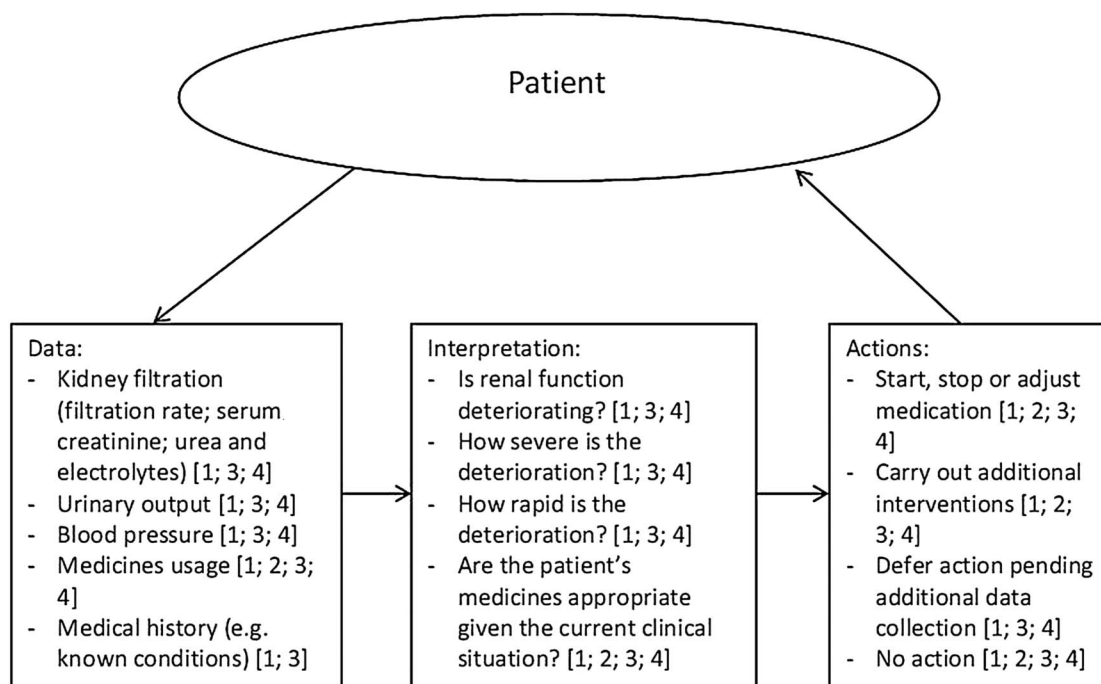 Patient
Data:
- Kidney filtration
(filtration rate; serum
creatinine; urea and
electrolytes) [1; 3; 4]
- Urinary output [1; 3; 4]
- Blood pressure [1; 3; 4]
- Medicines usage [1; 2; 3;
4]
- Medical history (e.g.
known conditions) [1; 3]
Interpretation:
- Is renal function
deteriorating? [1; 3; 4]
- How severe is the
deterioration? [1; 3; 4]
- How rapid is the
deterioration? [1; 3; 4]
- Are the patient’s
medicines appropriate
given the current clinical
situation? [1; 2; 3; 4]
Actions:
- Start, stop or adjust
medication [1; 2; 3;
4]
- Carry out additional
interventions [1; 2;
3; 4]
- Defer action pending
additional data
collection [1; 3; 4]
- No action [1; 2; 3; 4]